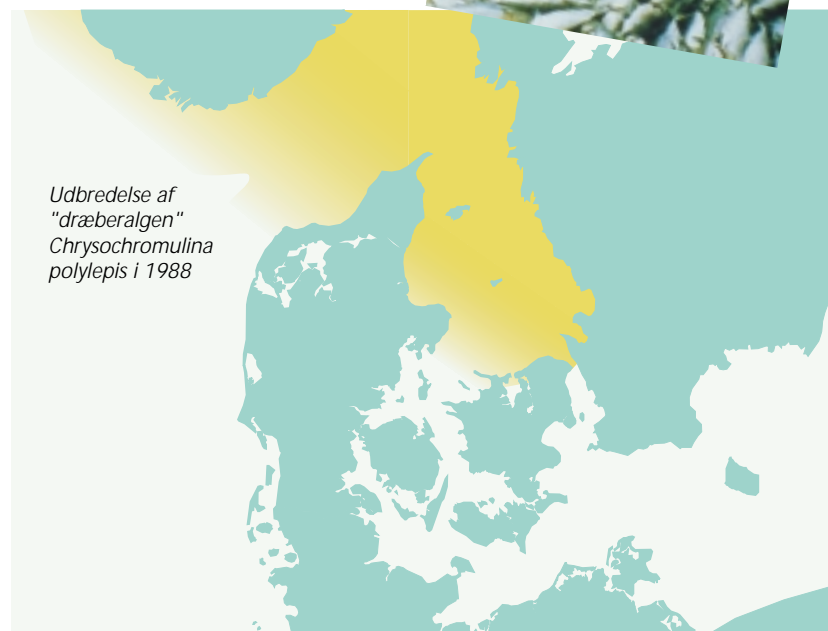 Udbredelse af
"dræberalgen"
Chrysochromulina
polylepis i 1988